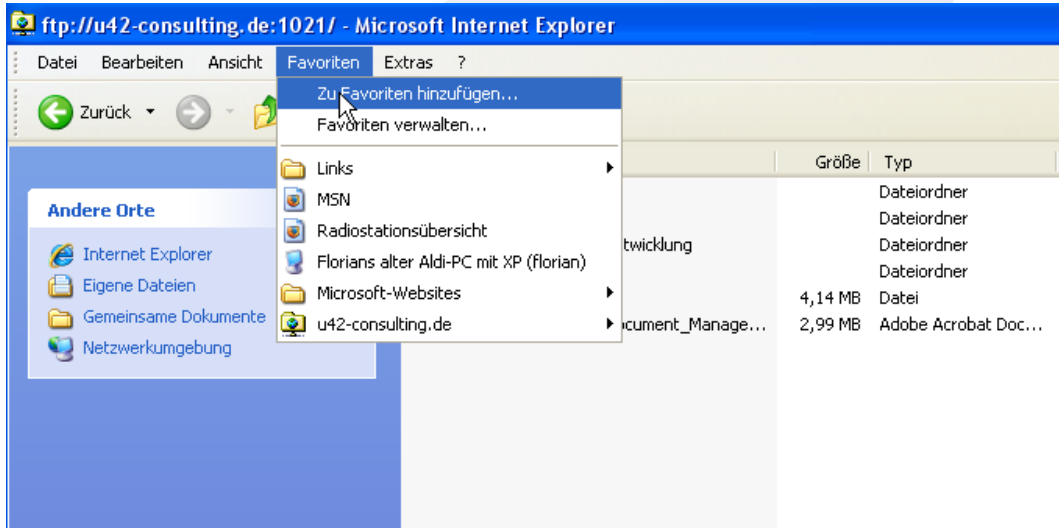 ftp://u42-consulting.de:1021/ - Microsoft Internet Explorer
Datei Bearbeiten Ansicht Favoriten Extras ?
Zurück
Zu Favoriten hinzufügen...
Favoriten verwalten...
Links
MSN
Radiostationsübersicht
Florians alter Aldi-PC mit XP (florian)
Microsoft-Websites
u42-consulting.de
Andere Orte
Internet Explorer
Eigene Dateien
Gemeinsame Dokumente
Netzwerkumgebung
Größe Typ
Dateiordner
Dateiordner
twicklung Dateiordner
Dateiordner
4,14 MB Datei
ocument_Manage... 2,99 MB Adobe Acrobat Doc...